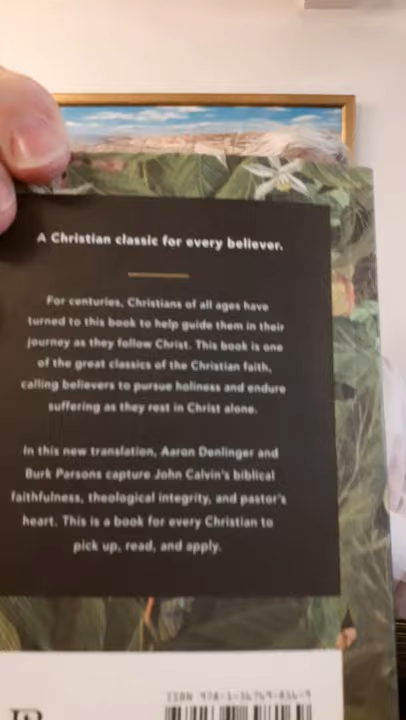 A Christian classic for every believer.
For centuries, Christians of all ages have
turned to this book to help guide them in their
journey as they follow Christ. This book is one
of the great classics of the Christian faith,
calling believers to pursue holiness and endure
suffering as they rest in Christ alone.
In this new translation, Aaron Denlinger and
Burk Parsons capture John Calvin's biblical
faithfulness, theological integrity, and pastor's
heart. This is a book for every Christian to
pick up, read, and apply.
ISBN